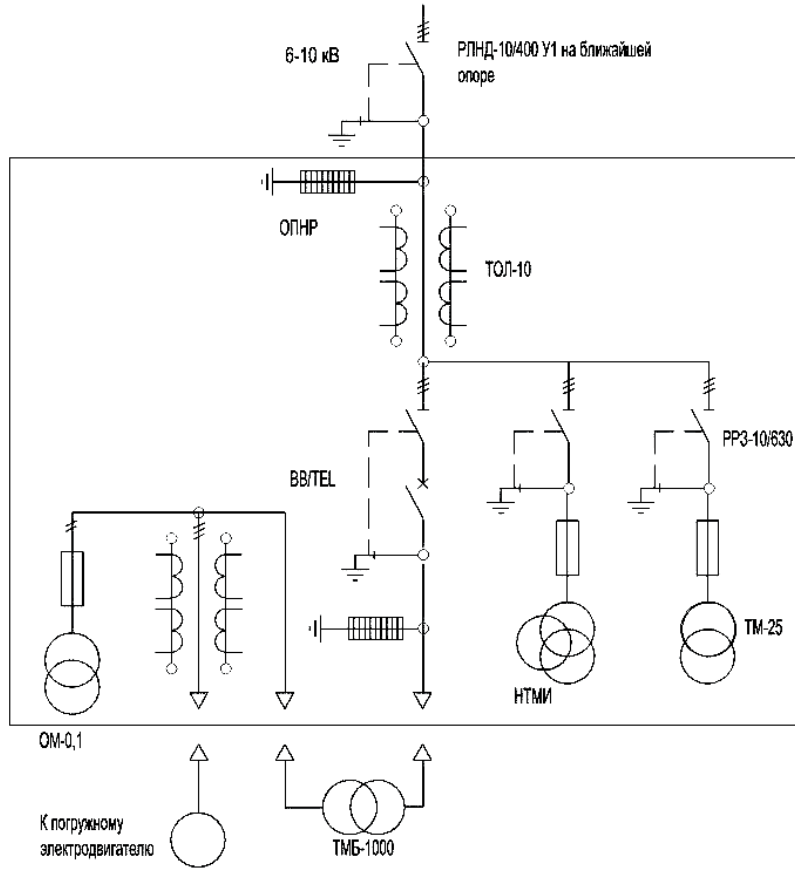 6-10 кВ
РЛНД-10/400 У1 на ближайшей
опоре
ОПНР
ТОЛ-10
РРЗ-10/630
ВВ/TEL
ТМ-25
НТМИ
ОМ-0,1
К погружному
электродвигателю
ТМБ-1000